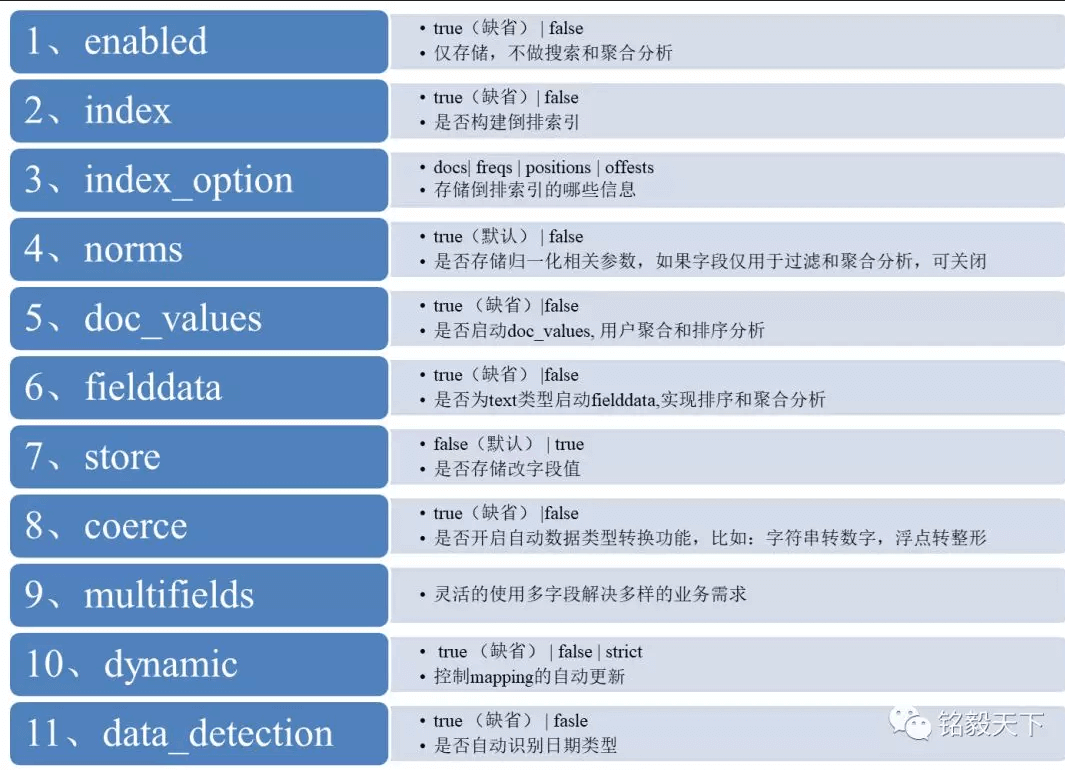 1、enabled
• true（缺省） | false
• 仅存储，不做搜索和聚合分析
2、index
• true（缺省）| false
• 是否构建倒排索引
3、index_option
• docs| freqs | positions | offests
• 存储倒排索引的哪些信息
4、norms
• true（默认） | false
• 是否存储归一化相关参数，如果字段仅用于过滤和聚合分析，可关闭
5、doc_values
• true （缺省）|false
• 是否启动doc_values, 用户聚合和排序分析
6、fielddata
• true（缺省） |false
• 是否为text类型启动fielddata,实现排序和聚合分析
7、store
• false（默认） | true
• 是否存储改字段值
8、coerce
• true（缺省） |false
• 是否开启自动数据类型转换功能，比如：字符串转数字，浮点转整形
9、multifields
• 灵活的使用多字段解决多样的业务需求
10、dynamic
• true （缺省） | false | strict
• 控制mapping的自动更新
11、data_detection
• true （缺省） | fasle
• 是否自动识别日期类型
铭毅天下